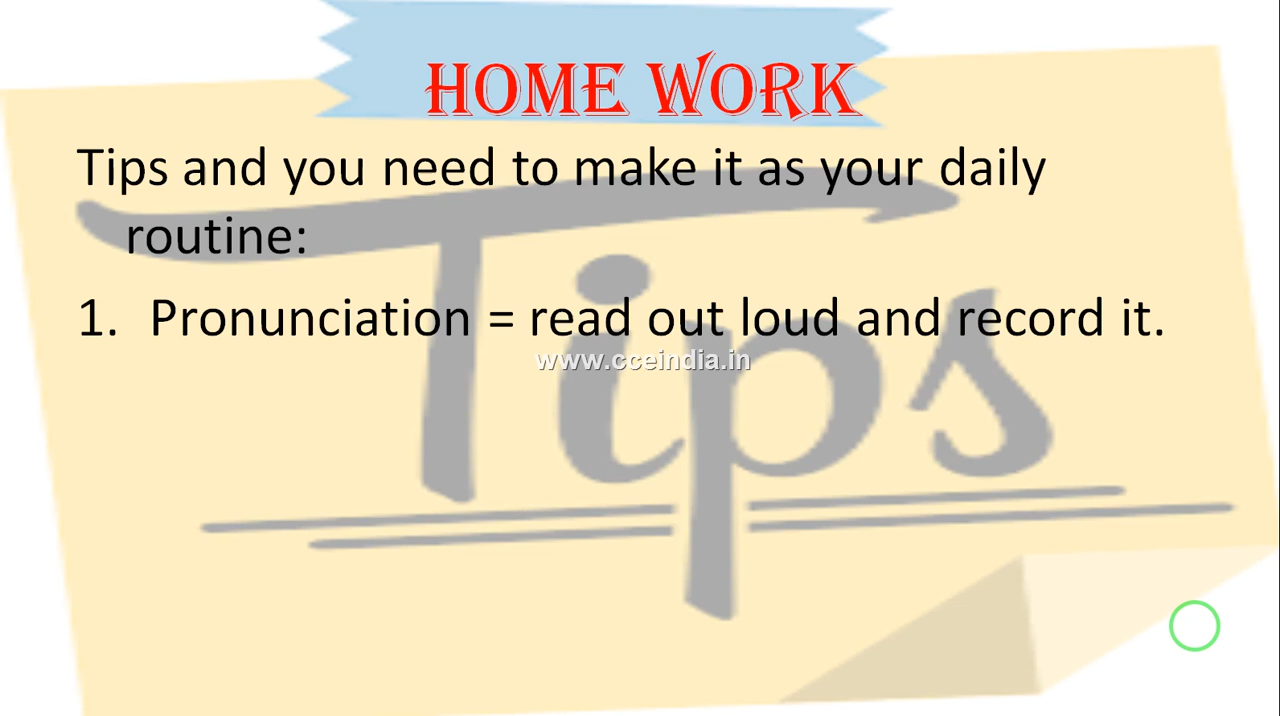 HOME WORK
Tips and you need to make it as your daily
routine:
1. Pronunciation = read out loud and record it.
www.cceindia.in
Tips